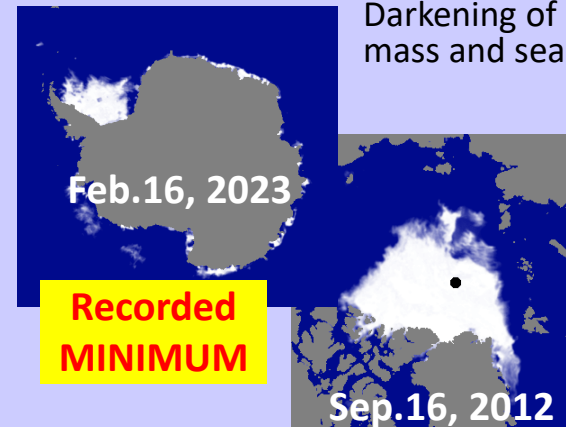 Darkening of
mass and sea
Feb.16, 2023
Recorded
MINIMUM
Sep.16, 2012